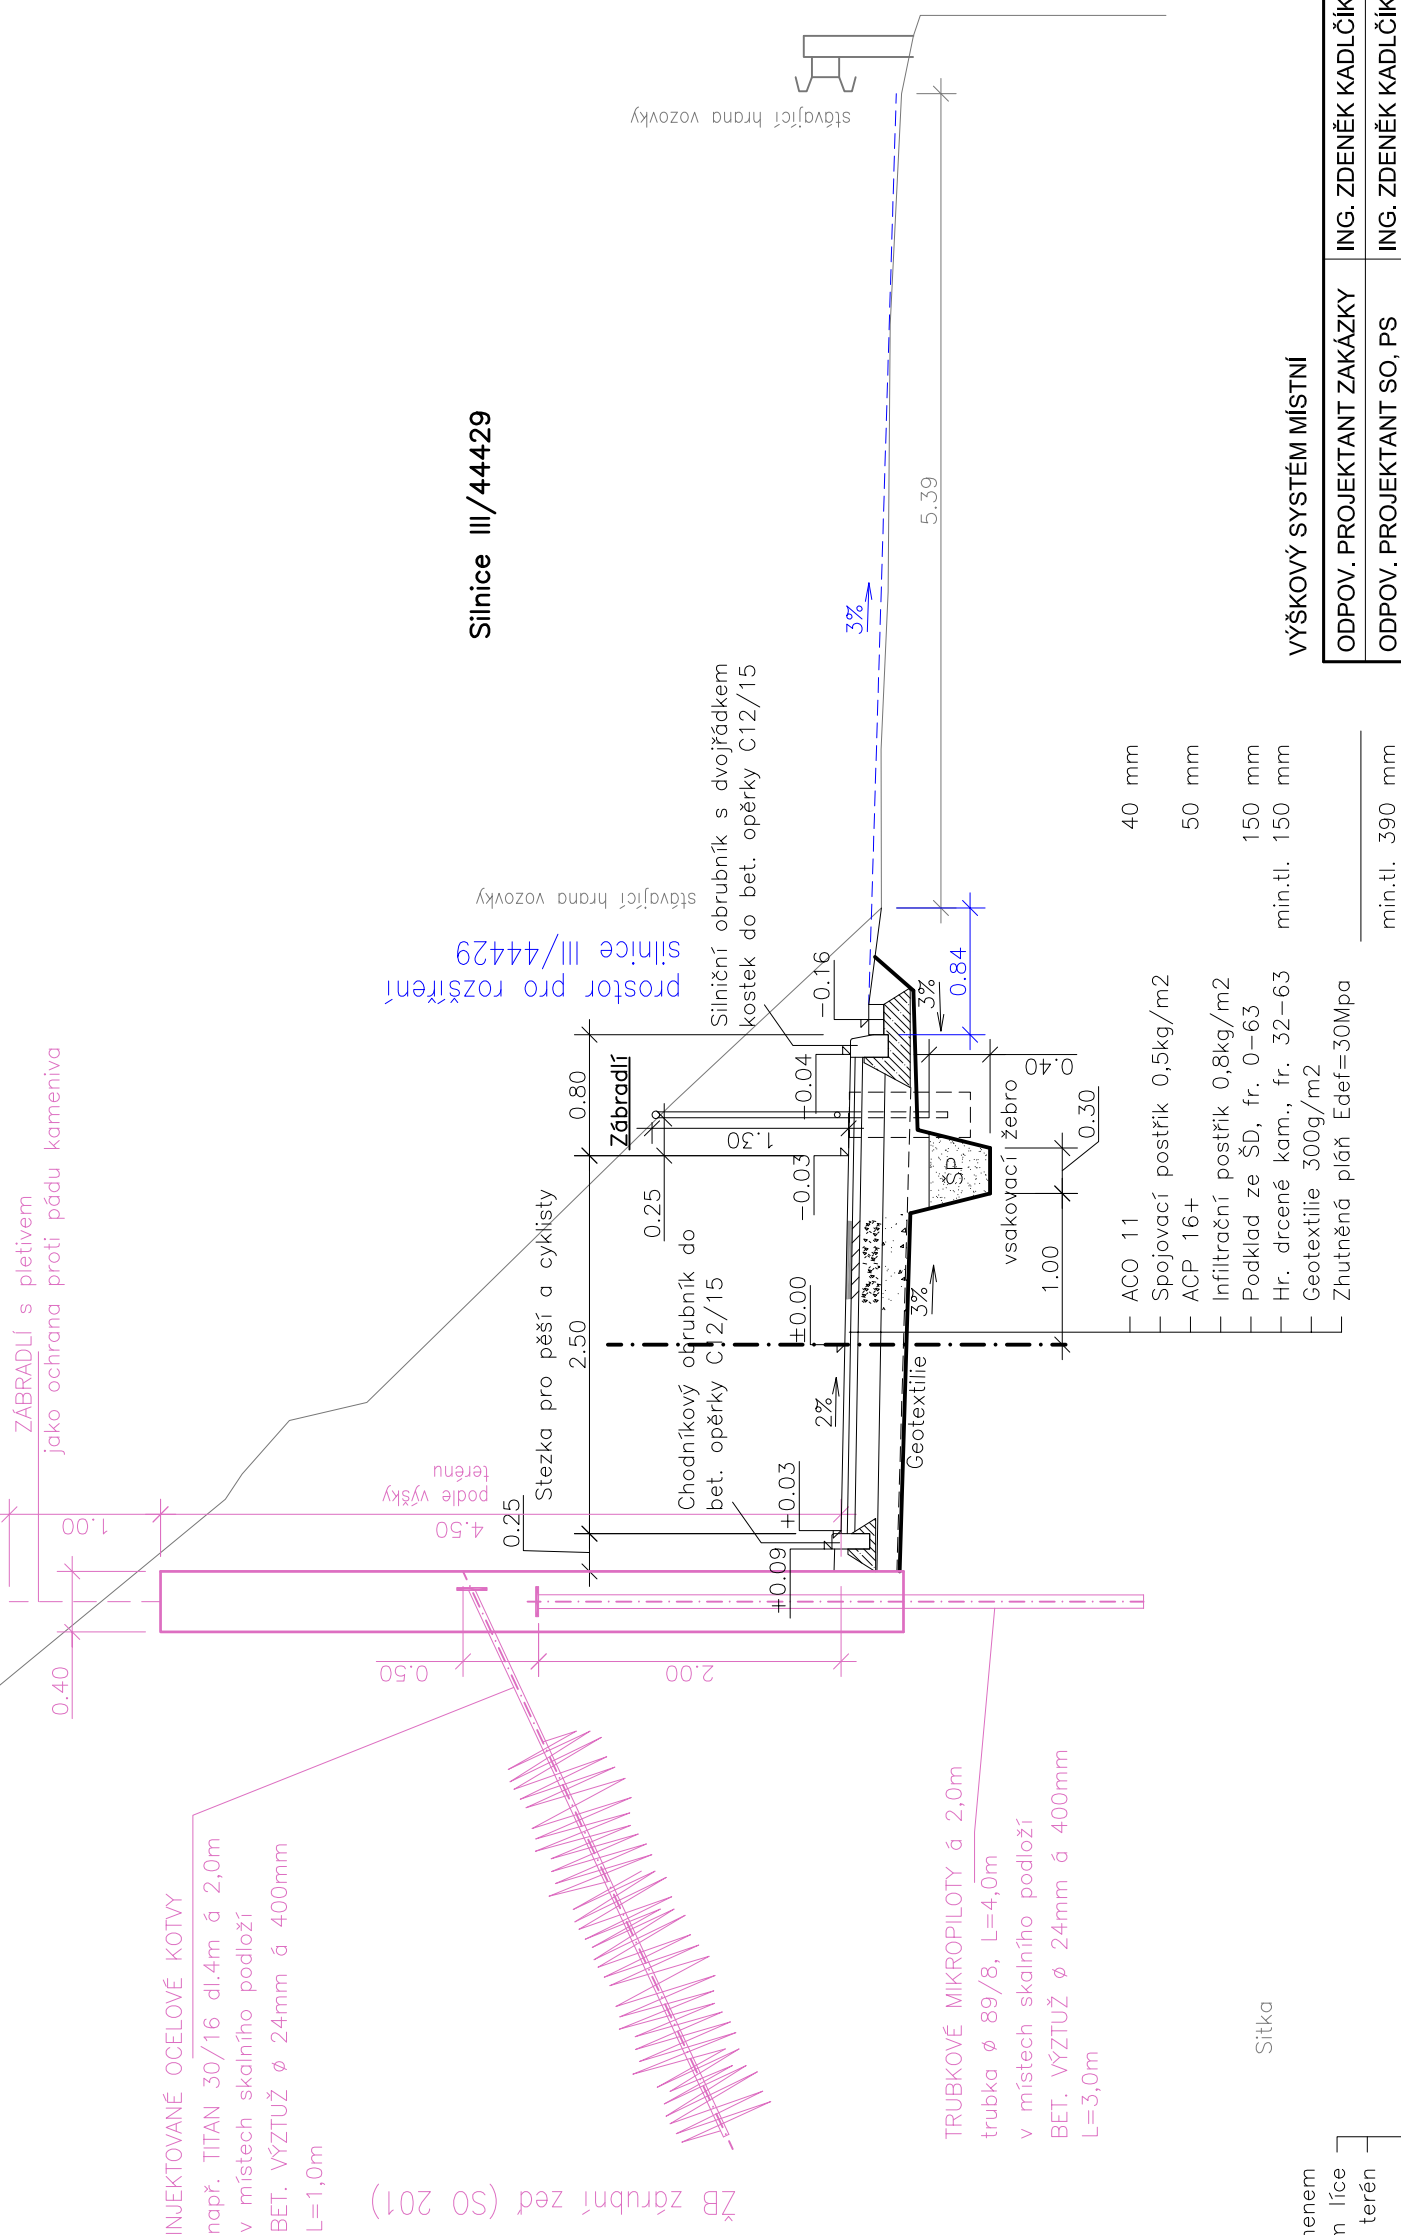 ZÁBRADLÍ s pletivem
jako ochrana proti pádu kameniva
1.00
0.40
podle výšky
terénu
4.50
0.50
2.00
INJEKTOVANÉ OCELOVÉ KOTVY
např. TITAN 30/16 dl.4m á 2,0m
v místech skalního podloží
BET. VÝZTUŽ ø 24mm á 400mm
L=1,0m
ŽB zárubní zeď (SO 201)
TRUBKOVÉ MIKROPILOTY á 2,0m
trubka ø 89/8, L=4,0m
v místech skalního podloží
BET. VÝZTUŽ ø 24mm á 400mm
L=3,0m
0.25
Stezka pro pěší a cyklisty
2.50
0.80
Zábradlí
0.25
1.30
Chodníkový obrubník do
bet. opěrky C12/15
+0.09
+0.03
2%
±0.00
-0.03
-0.04
-0.16
Silniční obrubník s dvojřádkem
kostek do bet. opěrky C12/15
prostor pro rozšíření
silnice III/44429
stávající hrana vozovky
Silnice III/44429
3%
stávající hrana vozovky
5.39
0.84
3%
0.40
0.30
1.00
ŠP
vsakovací žebro
3%
Geotextilie
ACO 11 40 mm
Spojovací postřik 0,5kg/m2
ACP 16+ 50 mm
Infiltrační postřik 0,8kg/m2
Podklad ze ŠD, fr. 0-63 150 mm
Hr. drcené kam., fr. 32-63 min.tl. 150 mm
Geotextilie 300g/m2
Zhutněná pláň Edef=30Mpa
min.tl. 390 mm
VÝŠKOVÝ SYSTÉM MÍSTNÍ
ODPOV. PROJEKTANT ZAKÁZKY ING. ZDENĚK KADLČÍK
ODPOV. PROJEKTANT SO, PS ING. ZDENĚK KADLČÍK
Sítka
líce
terén